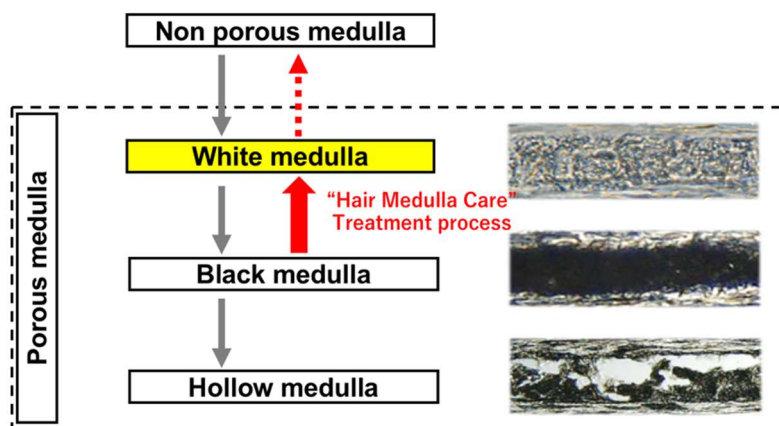 Non porous medulla
Porous medulla
White medulla
“Hair Medulla Care”
Treatment process
Black medulla
Hollow medulla